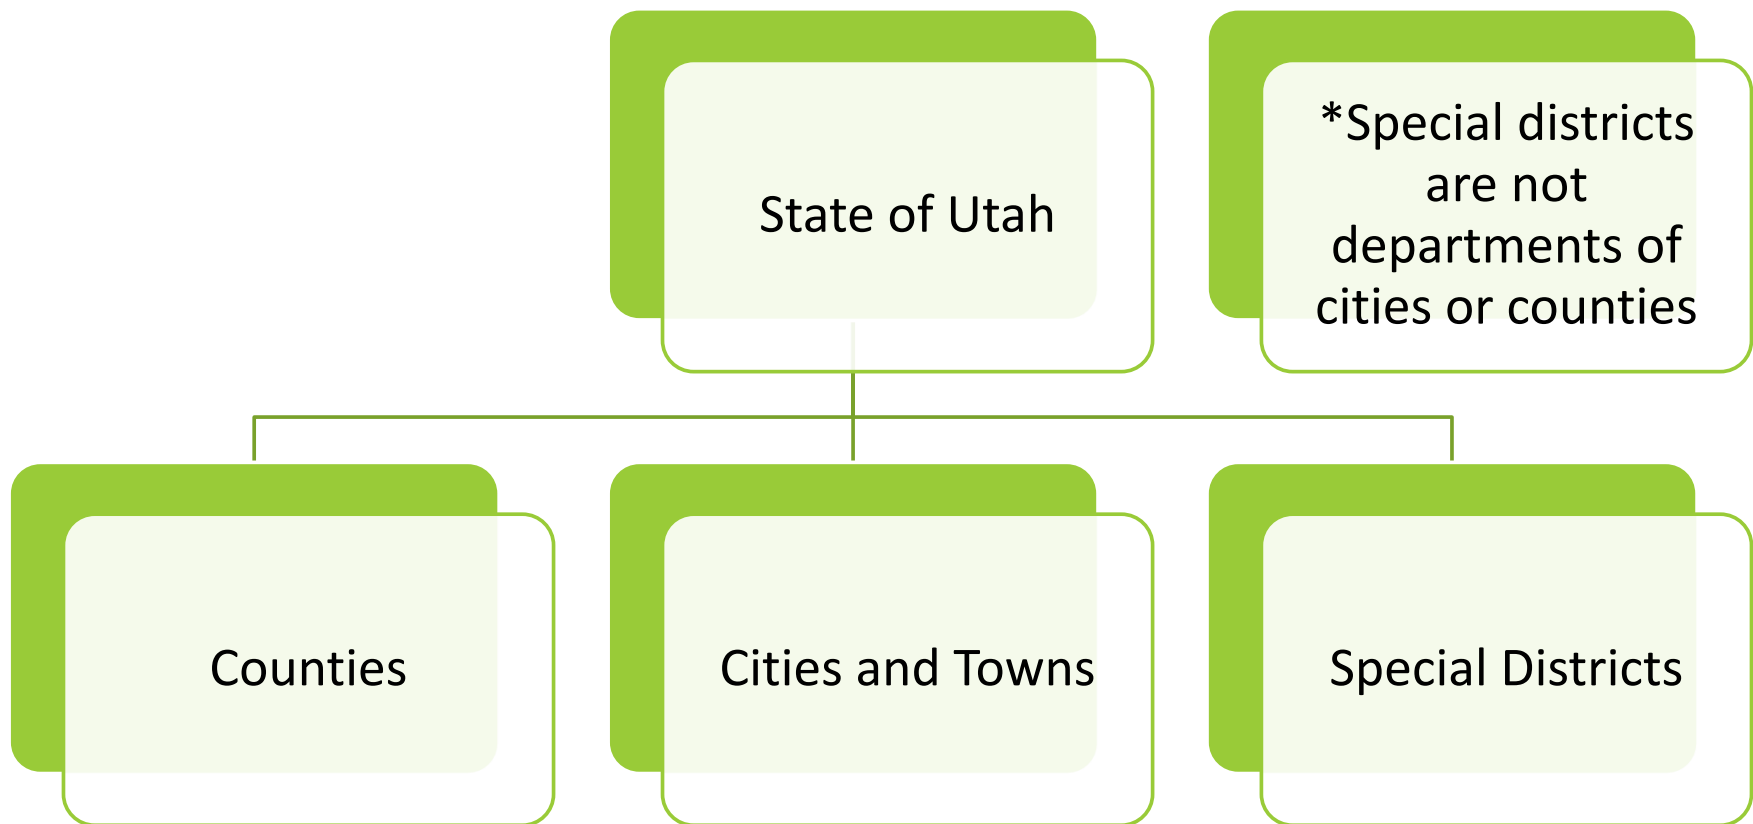 State of Utah
*Special districts
are not
departments of
cities or counties
Counties
Cities and Towns
Special Districts